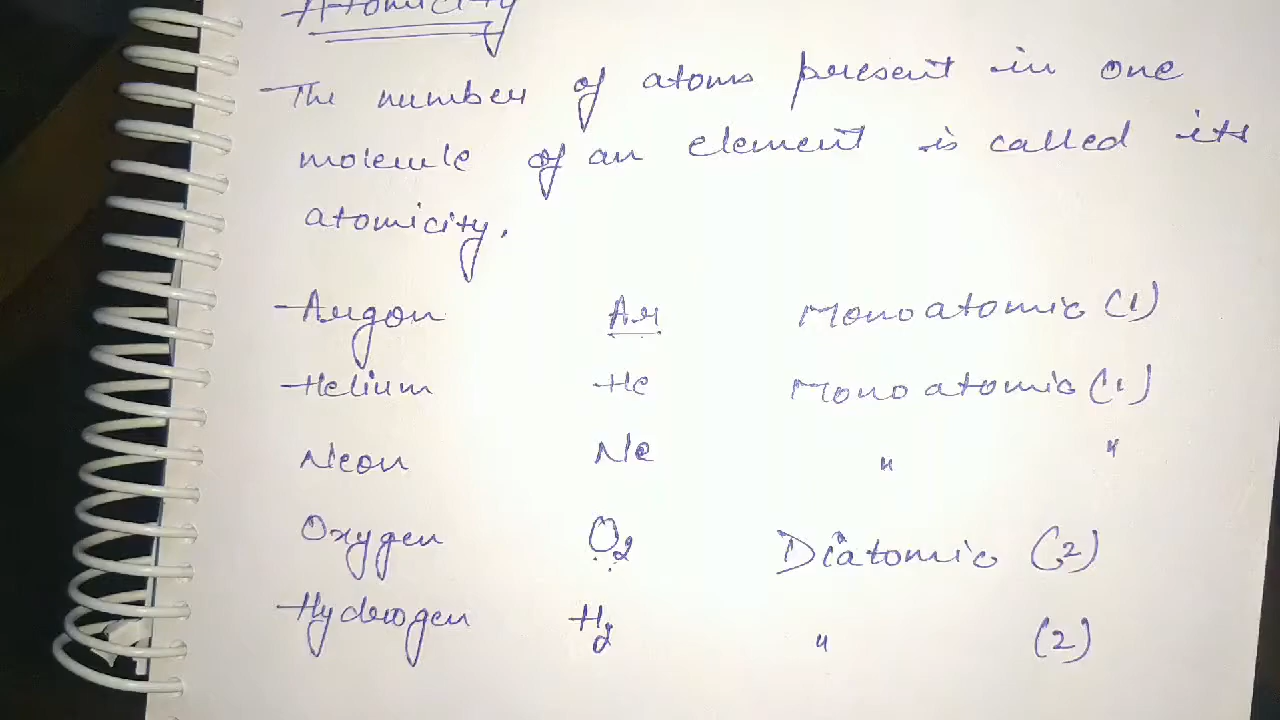 Atomicity
The number of atoms present in one
molecule of an element is called its
atomicity.
Argon Ar Monoatomic (1)
Helium He Monoatomic (1)
Neon Ne " "
Oxygen O₂ Diatomic (2)
Hydrogen H₂ " (2)